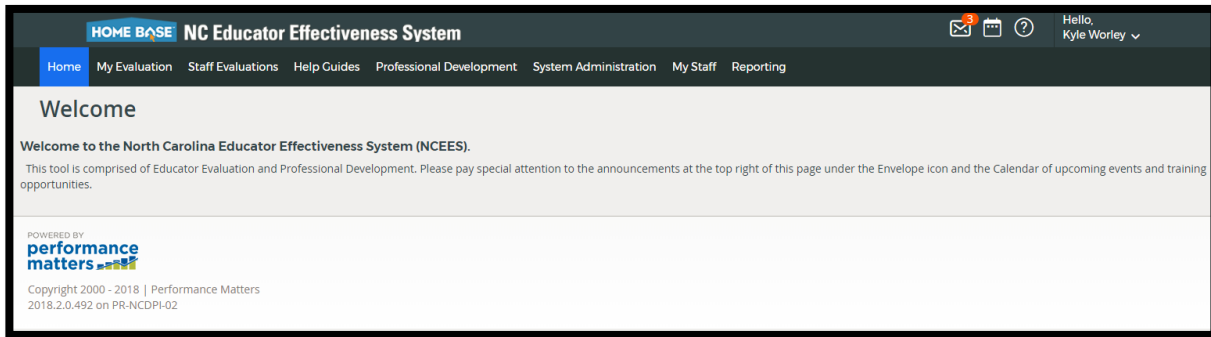 HOME BASE NC Educator Effectiveness System
3
Hello,
Kyle Worley
Home My Evaluation Staff Evaluations Help Guides Professional Development System Administration My Staff Reporting
Welcome
Welcome to the North Carolina Educator Effectiveness System (NCEES).
This tool is comprised of Educator Evaluation and Professional Development. Please pay special attention to the announcements at the top right of this page under the Envelope icon and the Calendar of upcoming events and training
opportunities.
POWERED BY
performance
matters
Copyright 2000 - 2018 | Performance Matters
2018.2.0.492 on PR-NCDPI-02